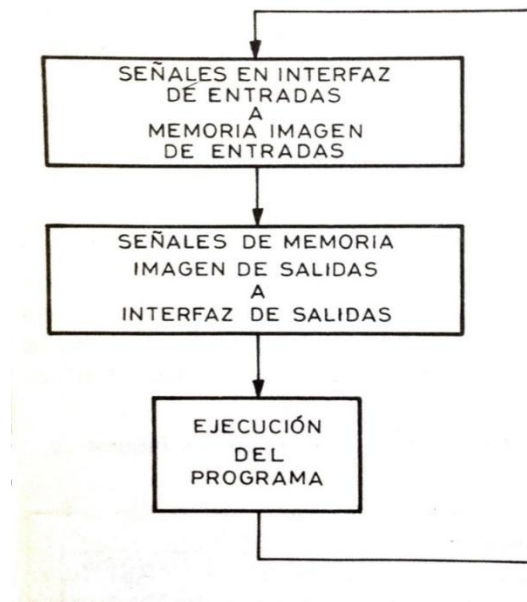 SEÑALES EN INTERFAZ
DE ENTRADAS
A
MEMORIA IMAGEN
DE ENTRADAS
SEÑALES DE MEMORIA
IMAGEN DE SALIDAS
A
INTERFAZ DE SALIDAS
EJECUCIÓN
DEL
PROGRAMA